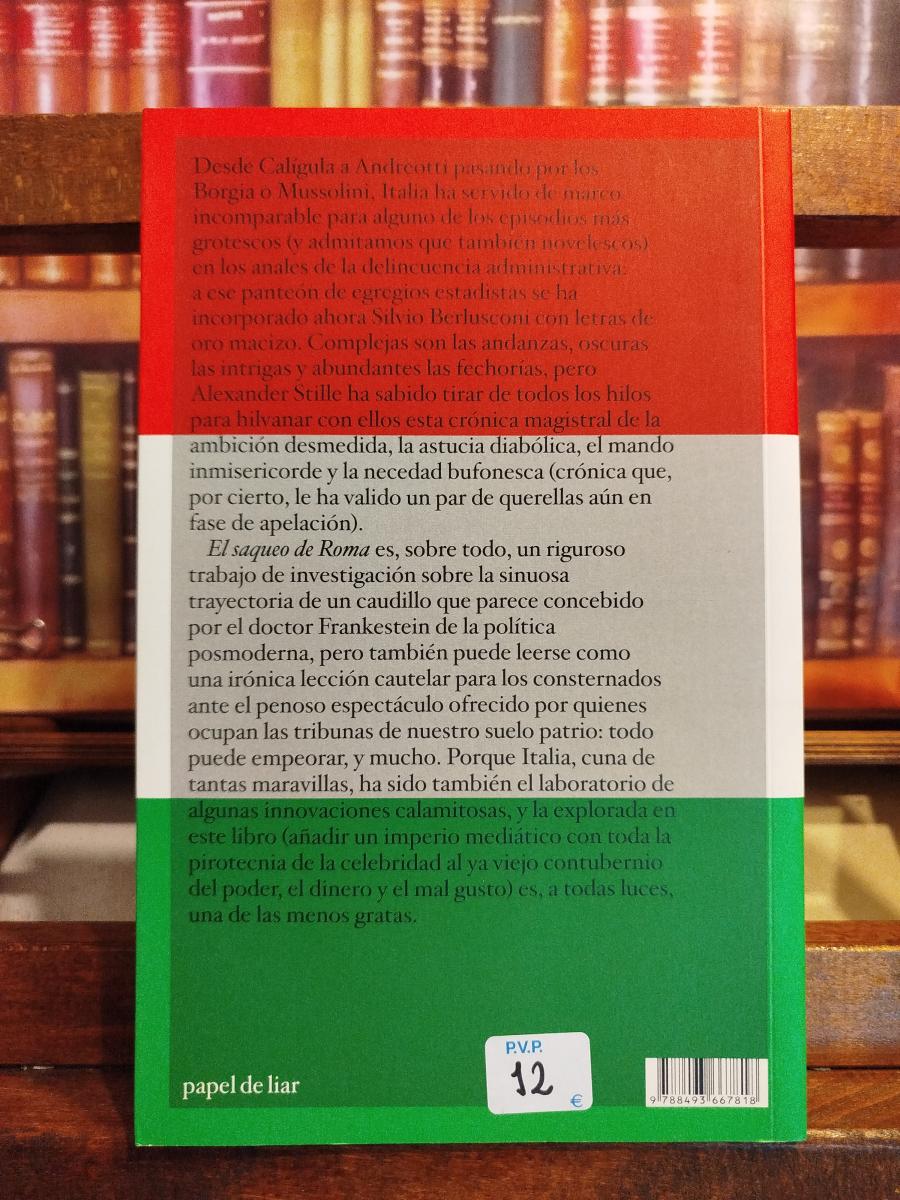 Desde Calígula a Andreotti pasando por los
Borgia o Mussolini, Italia ha servido de marco
incomparable para alguno de los episodios más
grotescos (y admitamos que también novelescos)
en los anales de la delincuencia administrativa:
a ese panteón de egregios estadistas se ha
incorporado ahora Silvio Berlusconi con letras de
oro macizo. Complejas son las andanzas, oscuras
las intrigas y abundantes las fechorías, pero
Alexander Stille ha sabido tirar de todos los hilos
para hilvanar con ellos esta crónica magistral de la
ambición desmedida, la astucia diabólica, el mando
inmisericorde y la necedad bufonesca (crónica que,
por cierto, le ha valido un par de querellas aún en
fase de apelación).
El saqueo de Roma es, sobre todo, un riguroso
trabajo de investigación sobre la sinuosa
trayectoria de un caudillo que parece concebido
por el doctor Frankestein de la política
posmoderna, pero también puede leerse como
una irónica lección cautelar para los consternados
ante el penoso espectáculo ofrecido por quienes
ocupan las tribunas de nuestro suelo patrio: todo
puede empeorar, y mucho. Porque Italia, cuna de
tantas maravillas, ha sido también el laboratorio de
algunas innovaciones calamitosas, y la explorada en
este libro (añadir un imperio mediático con toda la
pirotecnia de la celebridad al ya viejo contubernio
del poder, el dinero y el mal gusto) es, a todas luces,
una de las menos gratas.
P.V.P.
12
€
papel de liar
9 788493 667818